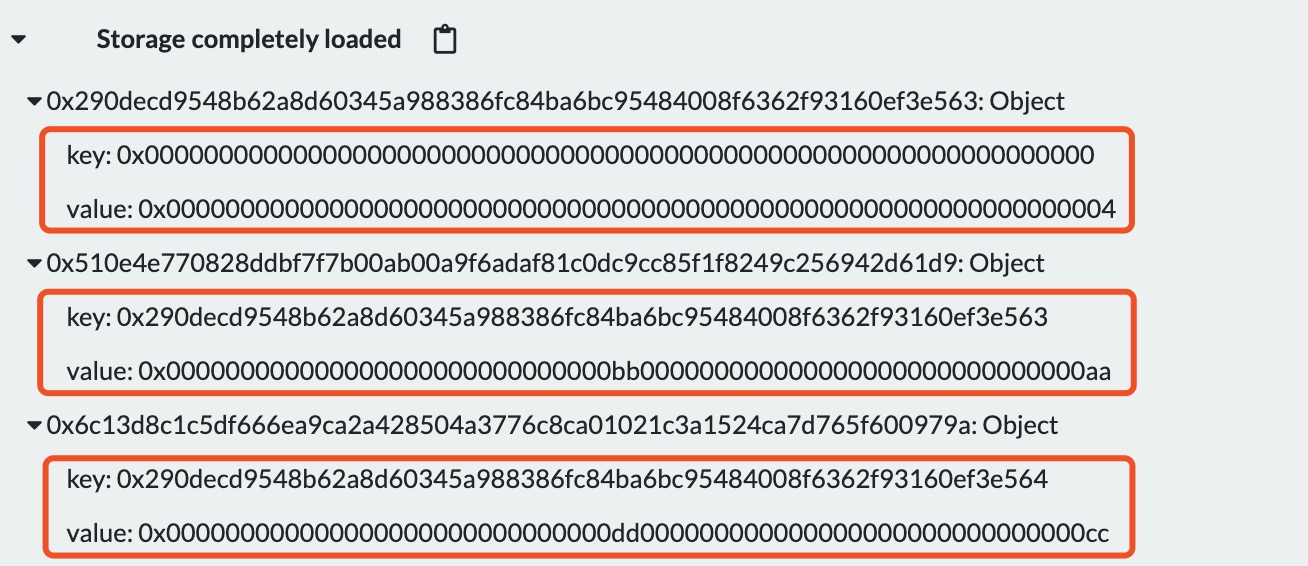 Storage completely loaded
0x290decd9548b62a8d60345a988386fc84ba6bc95484008f6362f93160ef3e563: Object
key: 0x0000000000000000000000000000000000000000000000000000000000000000
value: 0x0000000000000000000000000000000000000000000000000000000000000004
0x510e4e770828ddbf7f7b00ab00a9f6adaf81c0dc9cc85f1f8249c256942d61d9: Object
key: 0x290decd9548b62a8d60345a988386fc84ba6bc95484008f6362f93160ef3e563
value: 0x000000000000000000000000000000bb000000000000000000000000000000aa
0x6c13d8c1c5df666ea9ca2a428504a3776c8ca01021c3a1524ca7d765f600979a: Object
key: 0x290decd9548b62a8d60345a988386fc84ba6bc95484008f6362f93160ef3e564
value: 0x000000000000000000000000000000dd000000000000000000000000000000cc